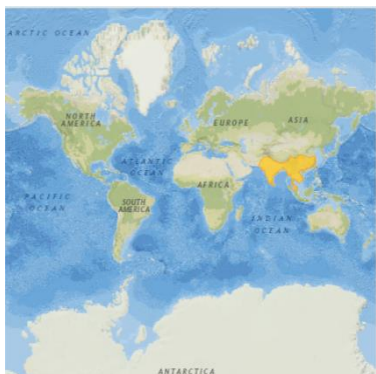 ARCTIC OCEAN
NORTH
AMERICA
EUROPE
ASIA
ATLANTIC
OCEAN
AFRICA
PACIFIC
OCEAN
SOUTH
AMERICA
INDIAN
OCEAN
ANTARCTICA